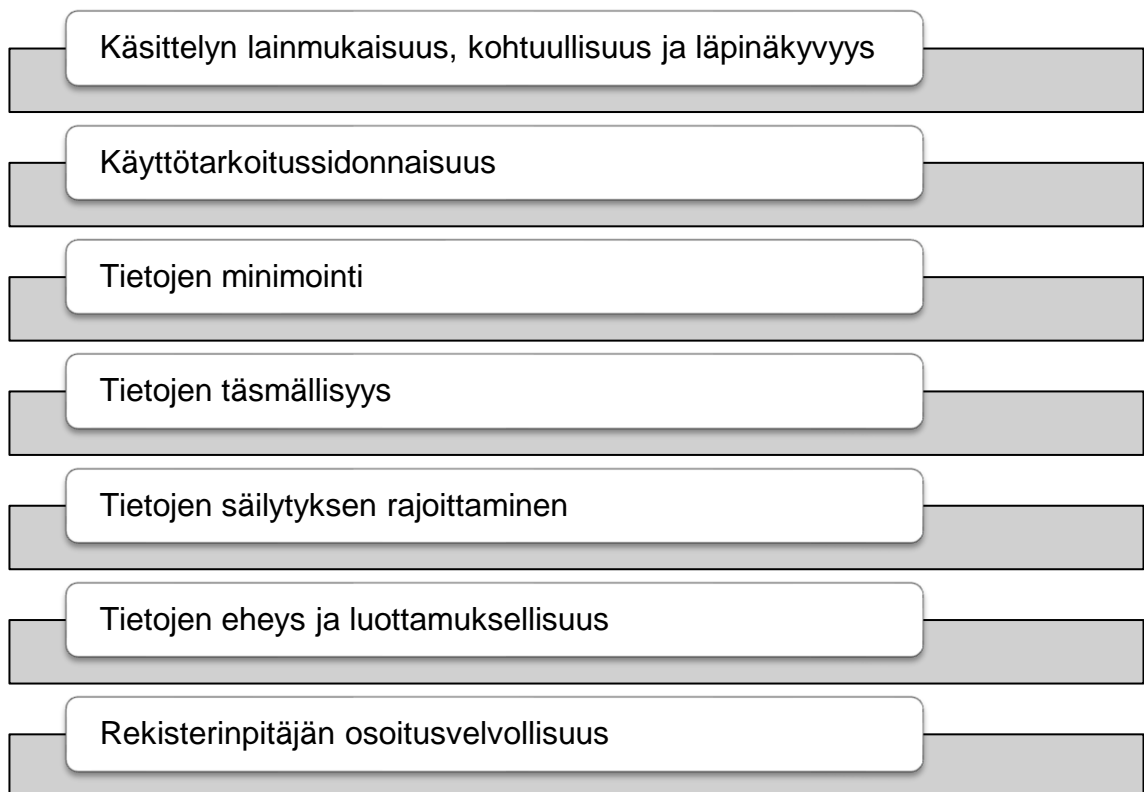 Käsittelyn lainmukaisuus, kohtuullisuus ja läpinäkyvyys
Käyttötarkoitussidonnaisuus
Tietojen minimointi
Tietojen täsmällisyys
Tietojen säilytyksen rajoittaminen
Tietojen eheys ja luottamuksellisuus
Rekisterinpitäjän osoitusvelvollisuus